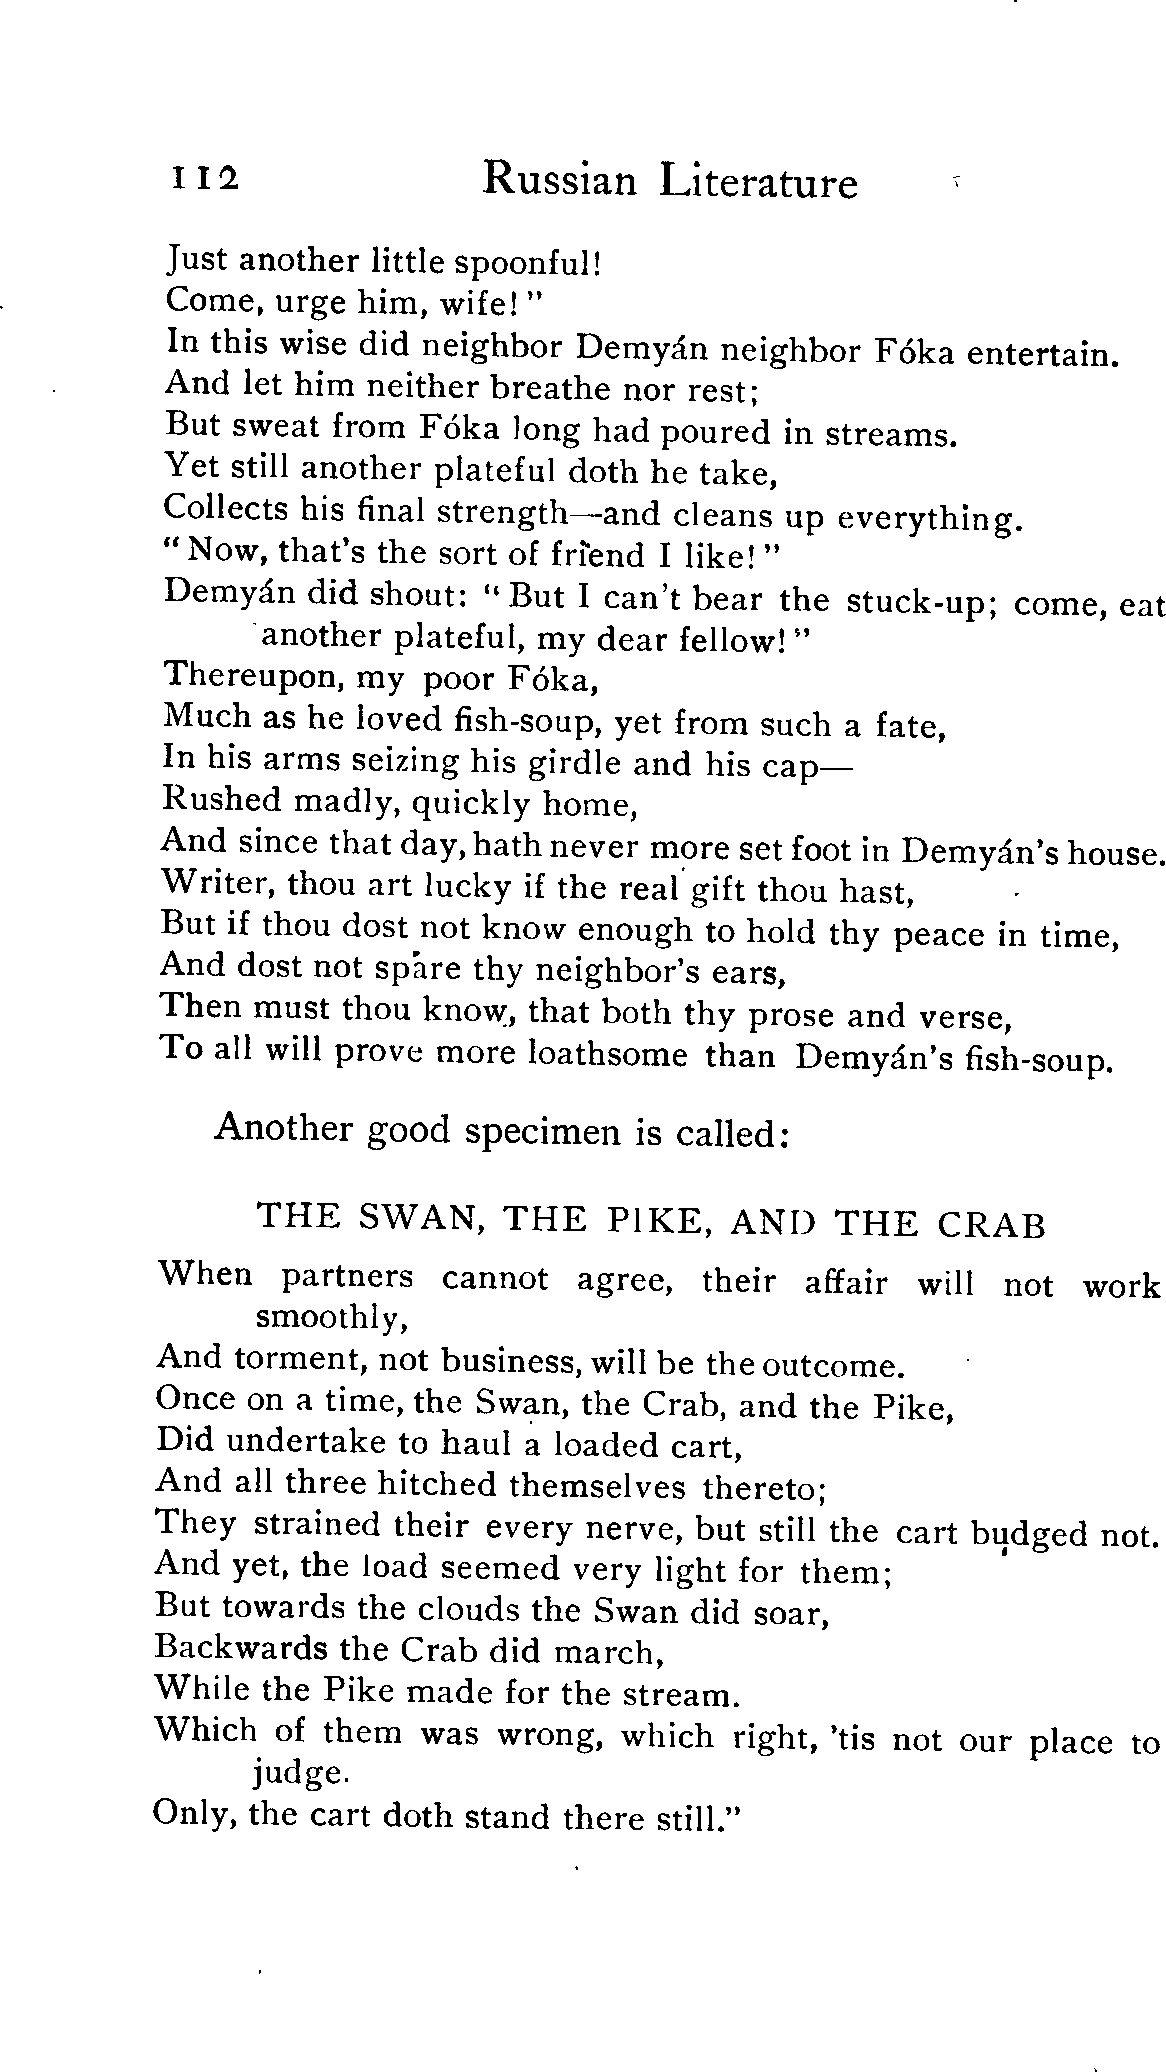 112 Russian Literature
Just another little spoonful!
Come, urge him, wife! "
In this wise did neighbor Demyán neighbor Fóka entertain.
And let him neither breathe nor rest;
But sweat from Fóka long had poured in streams.
Yet still another plateful doth he take,
Collects his final strength—and cleans up everything.
" Now, that's the sort of friend I like! "
Demyán did shout: " But I can't bear the stuck-up; come, eat
another plateful, my dear fellow! "
Thereupon, my poor Fóka,
Much as he loved fish-soup, yet from such a fate,
In his arms seizing his girdle and his cap—
Rushed madly, quickly home,
And since that day, hath never more set foot in Demyán's house.
Writer, thou art lucky if the real gift thou hast,
But if thou dost not know enough to hold thy peace in time,
And dost not spare thy neighbor's ears,
Then must thou know, that both thy prose and verse,
To all will prove more loathsome than Demyán's fish-soup.
Another good specimen is called:
THE SWAN, THE PIKE, AND THE CRAB
When partners cannot agree, their affair will not work
smoothly,
And torment, not business, will be the outcome.
Once on a time, the Swan, the Crab, and the Pike,
Did undertake to haul a loaded cart,
And all three hitched themselves thereto;
They strained their every nerve, but still the cart budged not.
And yet, the load seemed very light for them;
But towards the clouds the Swan did soar,
Backwards the Crab did march,
While the Pike made for the stream.
Which of them was wrong, which right, 'tis not our place to
judge.
Only, the cart doth stand there still."